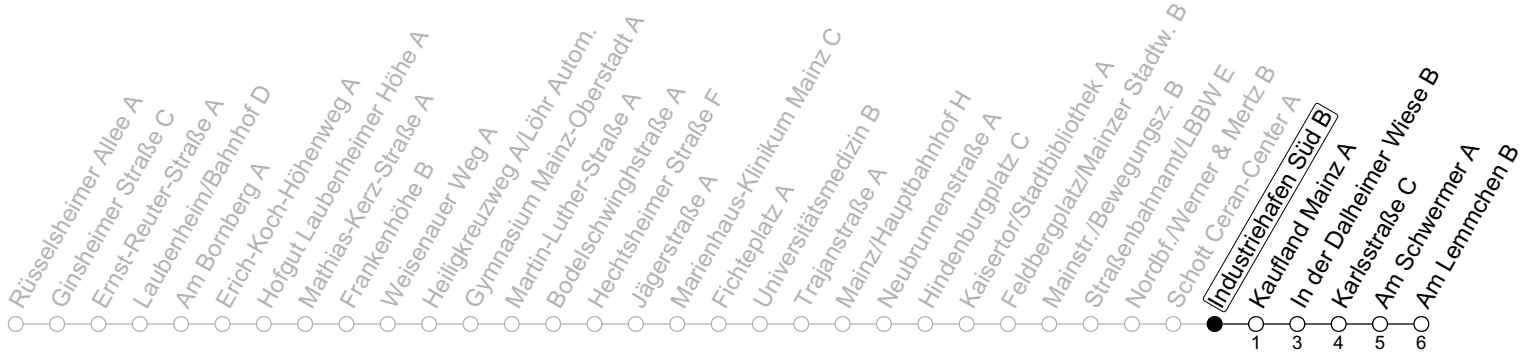 Rüsselsheimer Allee A
Ginsheimer Straße C
Ernst-Reuter-Straße A
Laubenheim/Bahnhof D
Am Bornberg A
Erich-Koch-Höhenweg A
Hofgut Laubenheimer Höhe A
Mathias-Kerz-Straße A
Frankenhöhe B
Weisenauer Weg A
Heiligkreuzweg A/Löhr Autom.
Gymnasium Mainz-Oberstadt A
Martin-Luther-Straße A
Bodelschwinghstraße A
Hechtsheimer Straße F
Jägerstraße A
Marienhaus-Klinikum Mainz C
Fichteplatz A
Universitätsmedizin B
Trajanstraße A
Mainz/Hauptbahnhof H
Neubrunnenstraße A
Hindenburgplatz C
Kaisertor/Stadtbibliothek A
Feldbergplatz/Mainzer Stadtw. B
Mainstr./Bewegungsz. B
Straßenbahnamt/LBBW E
Nordbf./Werner & Mertz B
Schott Ceran-Center A
Industriehafen Süd B
Kaufland Mainz A
In der Dalheimer Wiese B
Karlsstraße C
Am Schwermer A
Am Lemmchen B
1 3 4 5 6